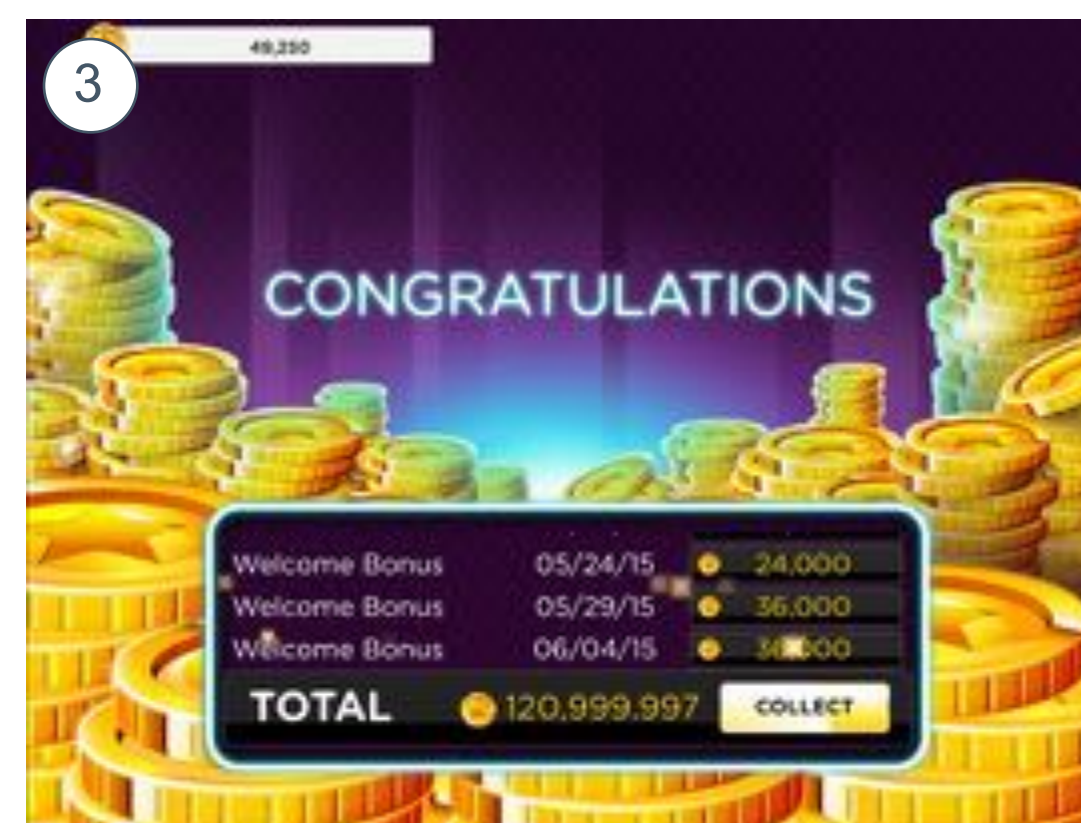 49,250
3
CONGRATULATIONS
Welcome Bonus 05/24/15 24,000
Welcome Bonus 05/29/15 36,000
Welcome Bonus 06/04/15
TOTAL 120,999,997 COLLECT